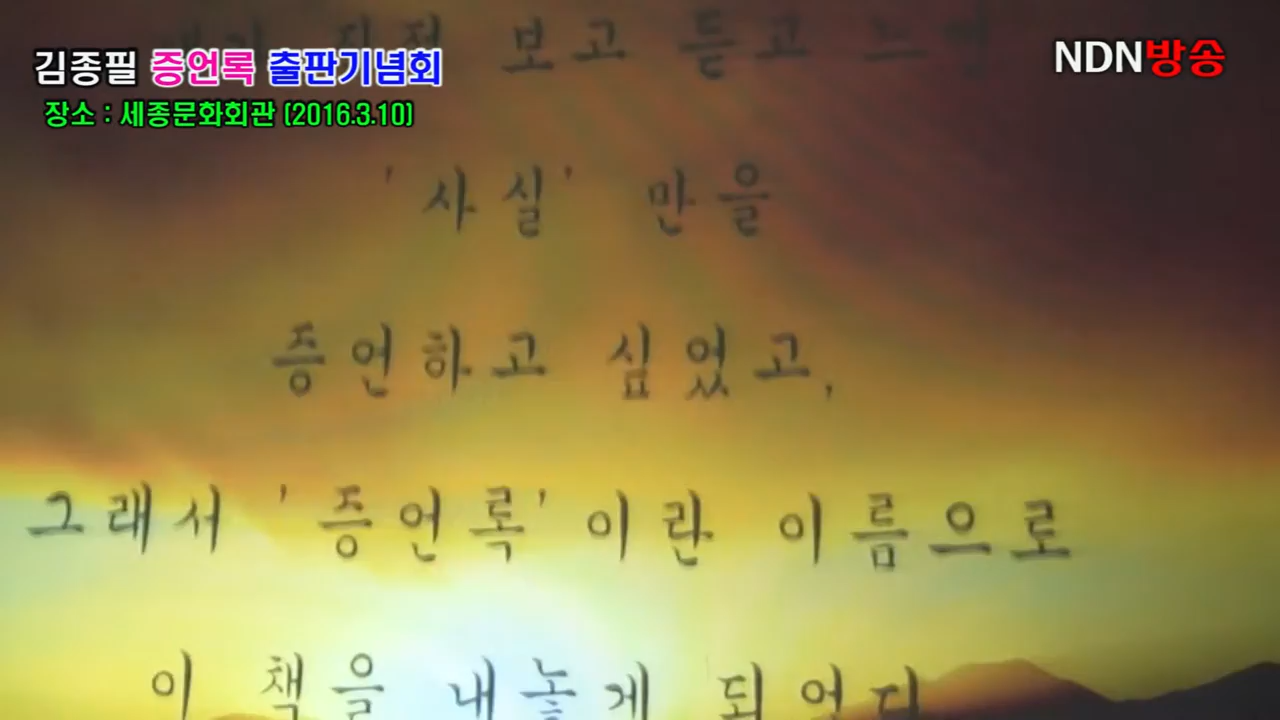 김종필 증언록 출판기념회
NDN방송
장소 : 세종문화회관 (2016.3.10)
보고 듣고
'사실' 만을
증언하고 싶었고,
그래서 '증언록'이란 이름으로
이 책을 내놓게 되었다